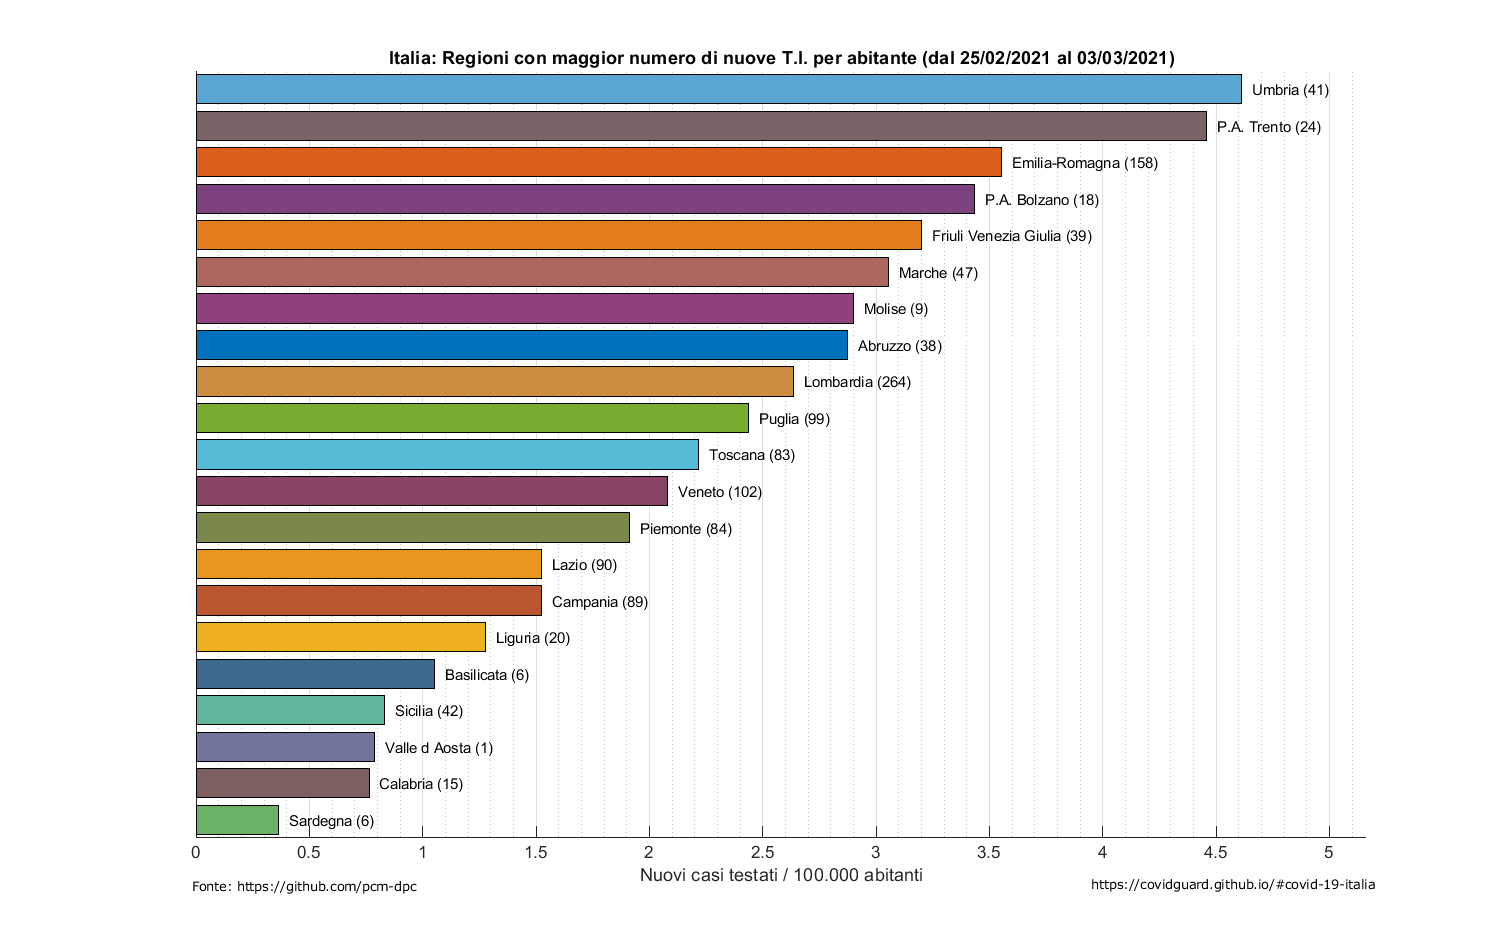 Italia: Regioni con maggior numero di nuove T.I. per abitante (dal 25/02/2021 al 03/03/2021)
Umbria (41)
P.A. Trento (24)
Emilia-Romagna (158)
P.A. Bolzano (18)
Friuli Venezia Giulia (39)
Marche (47)
Molise (9)
Abruzzo (38)
Lombardia (264)
Puglia (99)
Toscana (83)
Veneto (102)
Piemonte (84)
Lazio (90)
Campania (89)
Liguria (20)
Basilicata (6)
Sicilia (42)
Valle d Aosta (1)
Calabria (15)
Sardegna (6)
0 0.5 1 1.5 2 2.5 3 3.5 4 4.5 5
Nuovi casi testati / 100.000 abitanti
Fonte: https://github.com/pcm-dpc
https://covidguard.github.io/#covid-19-italia